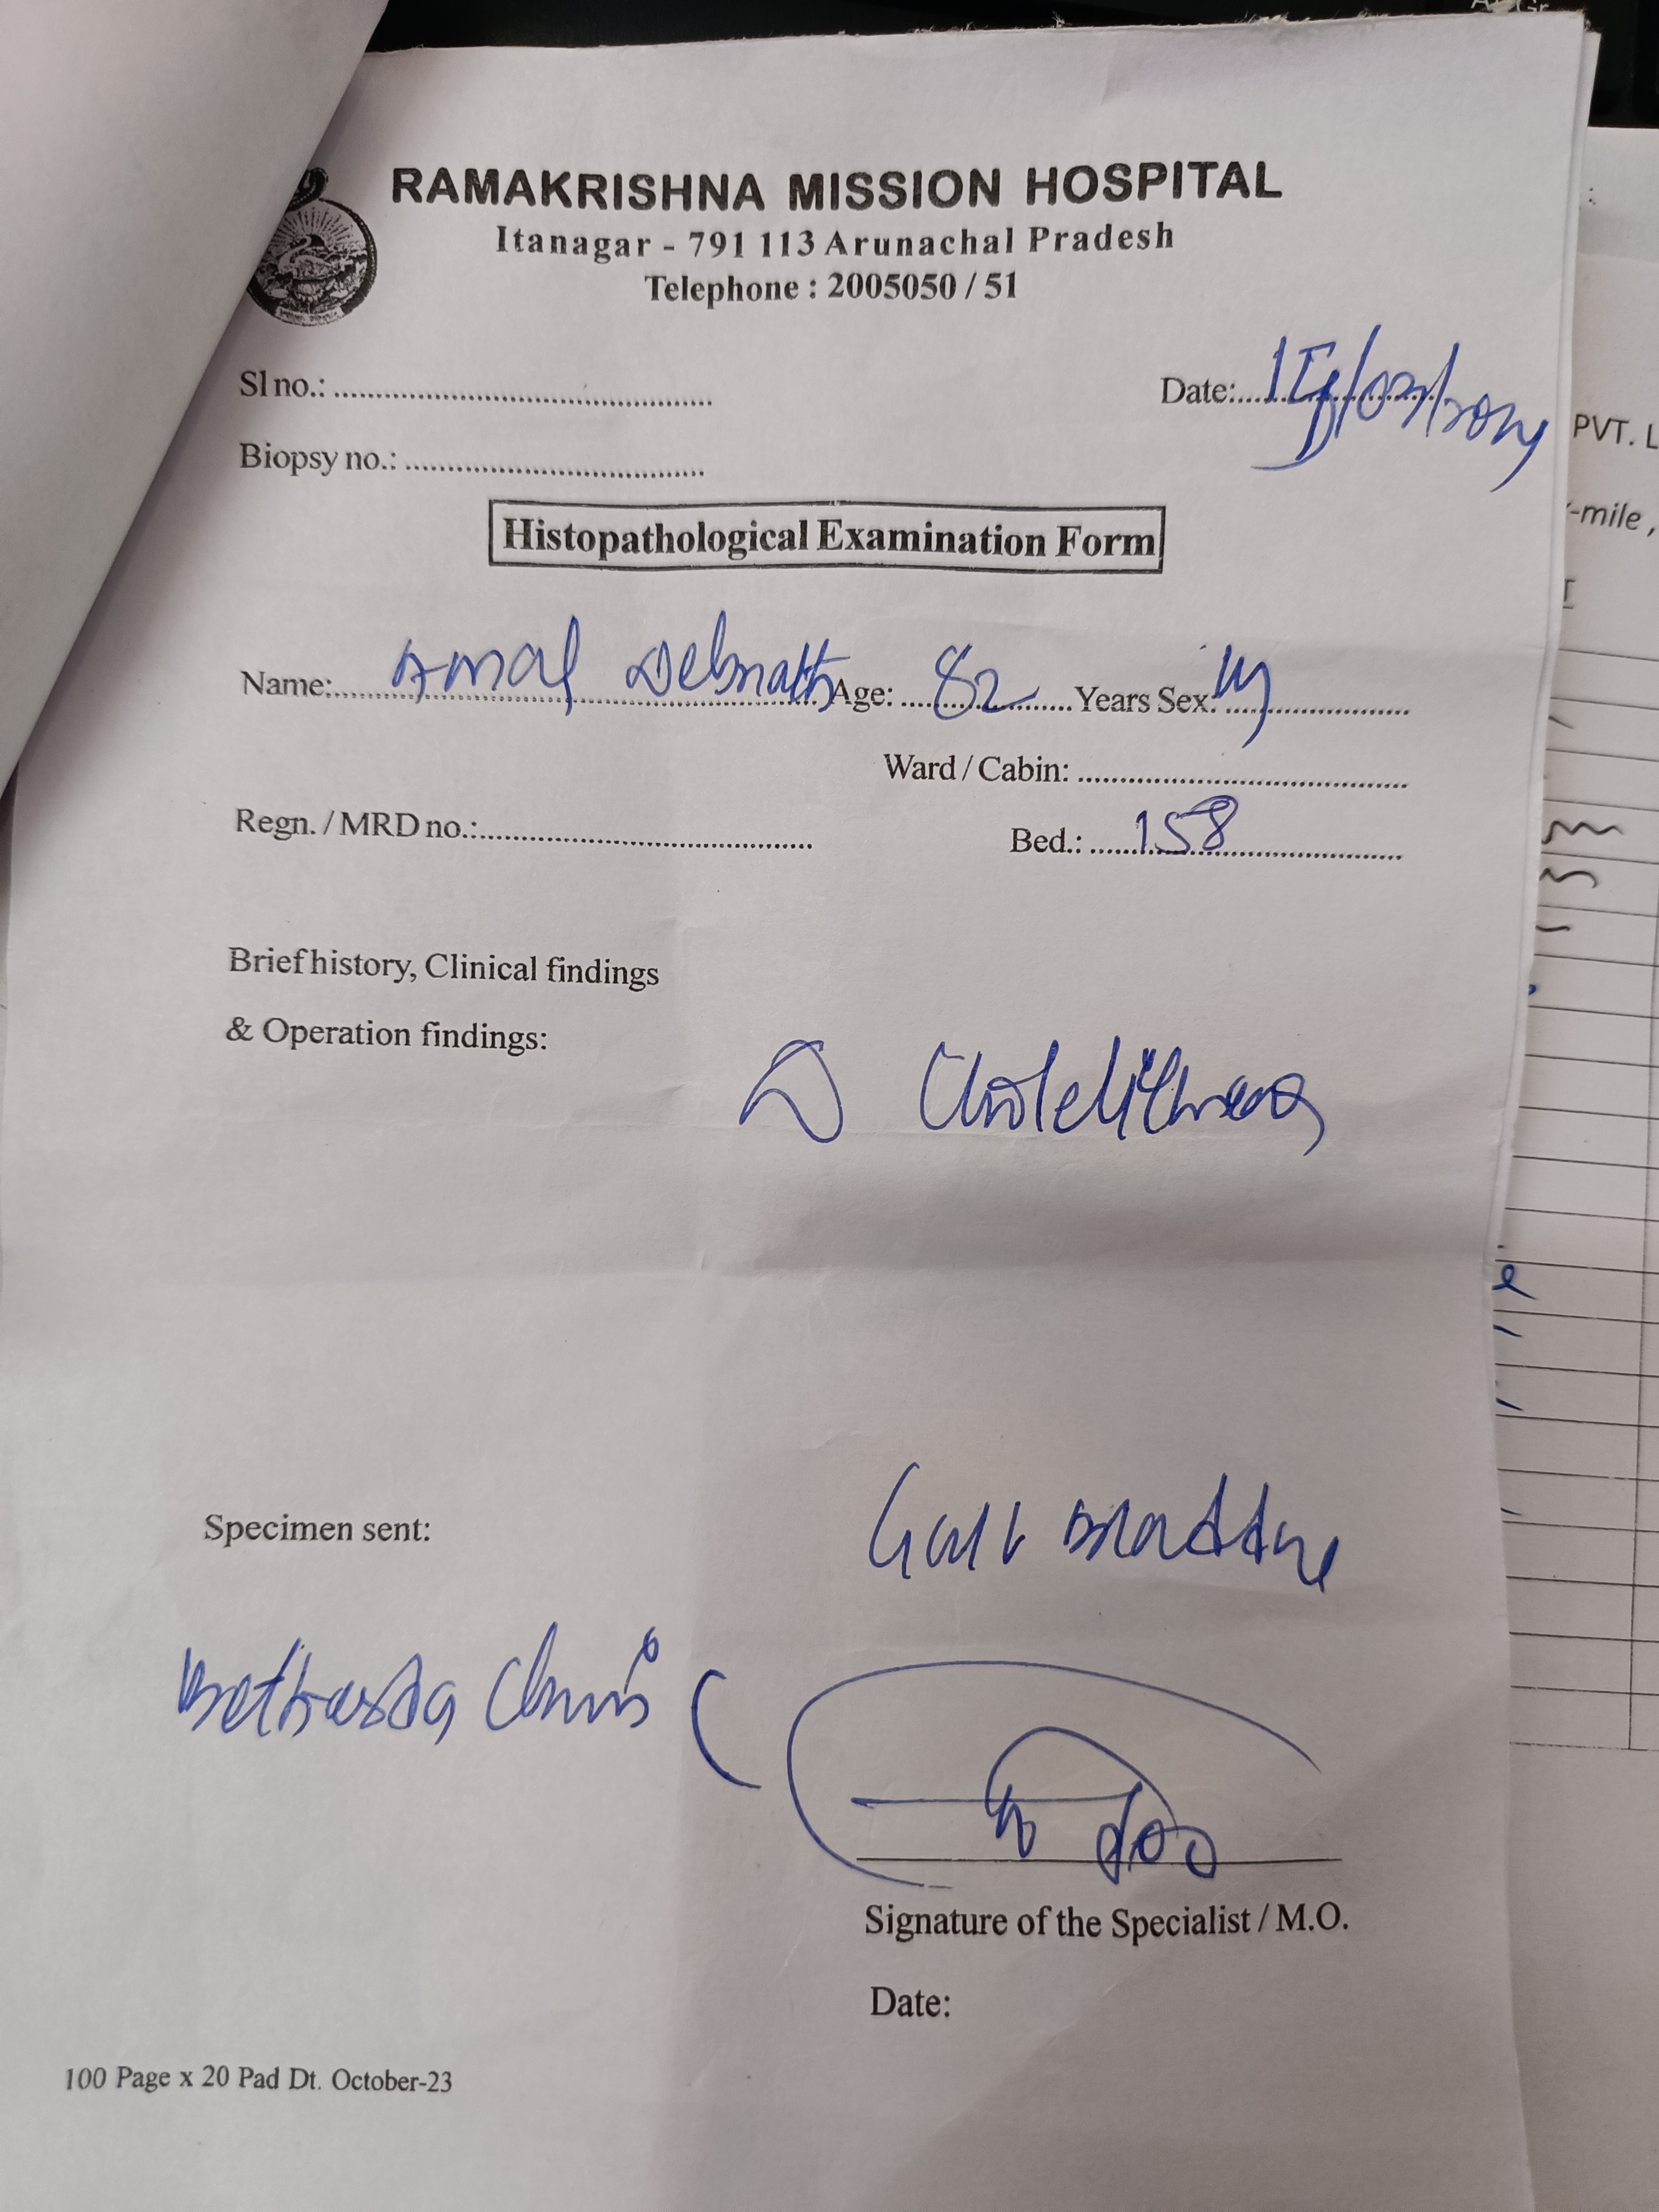 RAMAKRISHNA MISSION HOSPITAL
Itanagar - 791 113 Arunachal Pradesh
Telephone : 2005050 / 51
Sl no.:
Date:
Biopsy no.:
PVT. L
-mile ,
Histopathological Examination Form
Name: Amal Debnath Age: 82 Years Sex: M
Ward / Cabin:
Regn. / MRD no.:
Bed.: 158
Brief history, Clinical findings
& Operation findings:
Cholelithiasis
Specimen sent: Gall Bladder
Signature of the Specialist / M.O.
Date:
100 Page x 20 Pad Dt. October-23